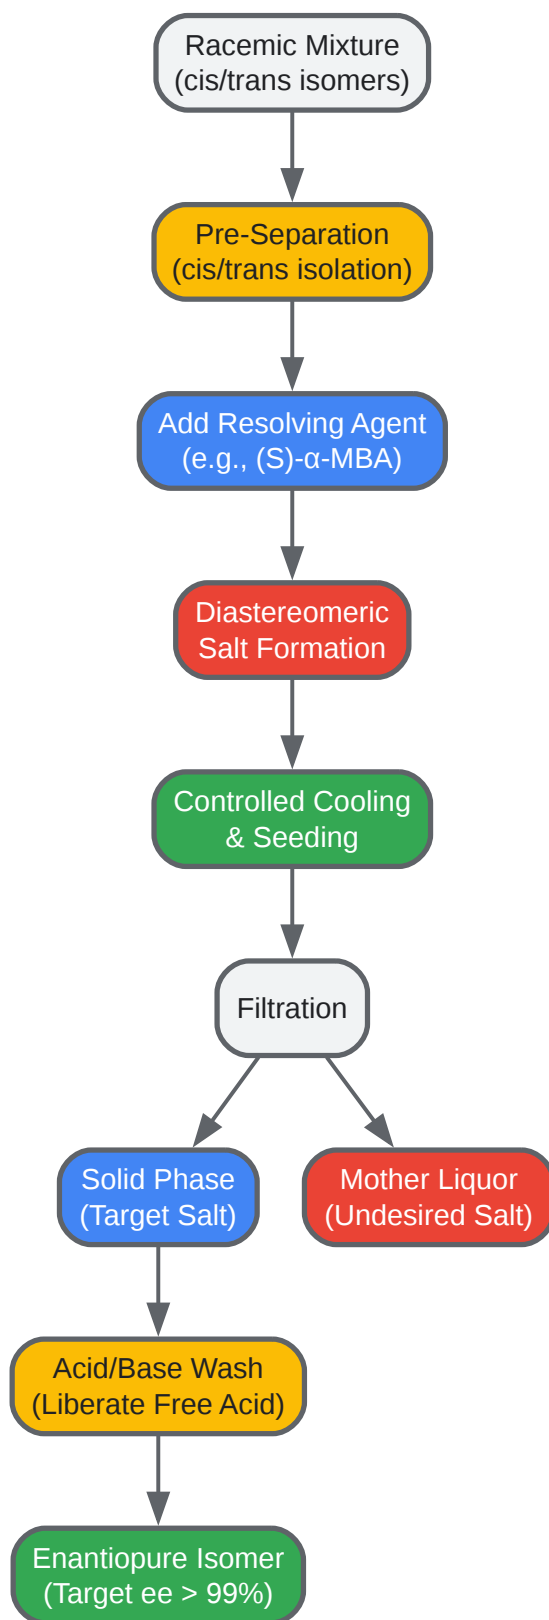 Racemic Mixture
(cis/trans isomers)
Pre-Separation
(cis/trans isolation)
Add Resolving Agent
(e.g., (S)-α-MBA)
Diastereomeric
Salt Formation
Controlled Cooling
& Seeding
Filtration
Solid Phase
(Target Salt)
Mother Liquor
(Undesired Salt)
Acid/Base Wash
(Liberate Free Acid)
Enantiopure Isomer
(Target ee > 99%)